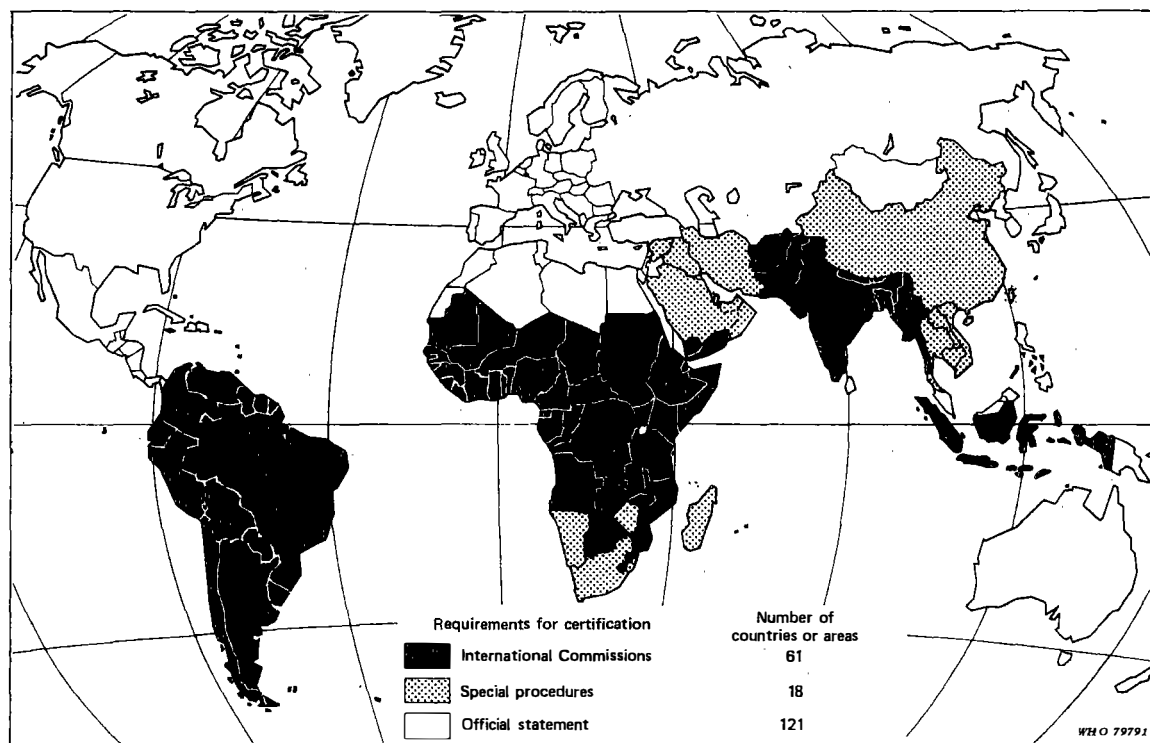 Requirements for certification
Number of
countries or areas
International Commissions 61
Special procedures 18
Official statement 121
WHO 79791